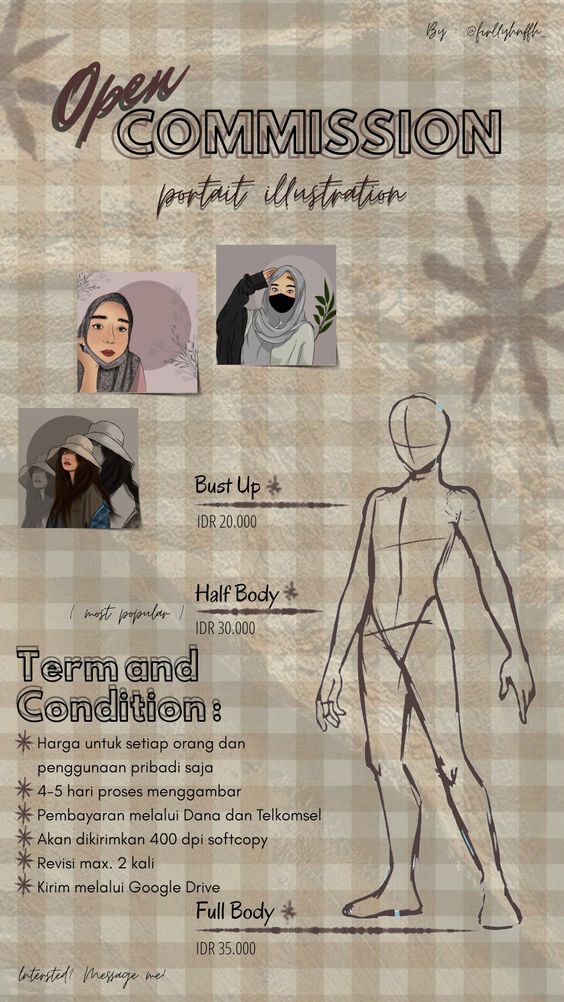 By @firllyhnffh_
Open
COMMISSION
portait illustration
Bust Up
IDR 20.000
Half Body
( most popular )
IDR 30.000
Term and
Condition :
Harga untuk setiap orang dan
penggunaan pribadi saja
4-5 hari proses menggambar
Pembayaran melalui Dana dan Telkomsel
Akan dikirimkan 400 dpi softcopy
Revisi max. 2 kali
Kirim melalui Google Drive
Full Body
IDR 35.000
Intersted? Message me!